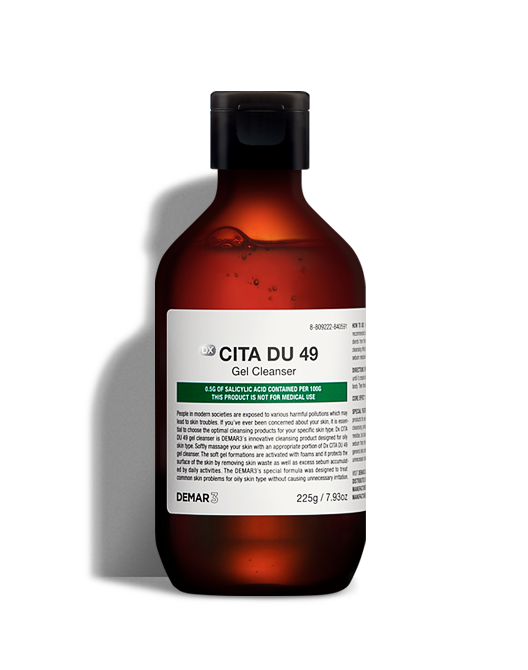 8-809222-840591
DX CITA DU 49
Gel Cleanser
0.5G OF SALICYLIC ACID CONTAINED PER 100G
THIS PRODUCT IS NOT FOR MEDICAL USE
People in modern societies are exposed to various harmful pollutions which may
lead to skin troubles. If you've ever been concerned about your skin, it is essen-
tial to choose the optimal cleansing products for your specific skin type. Dx CITA
DU 49 gel cleanser is DEMAR3's innovative cleansing product designed for oily
skin type. Softly massage your skin with an appropriate portion of Dx CITA DU 49
gel cleanser. The soft gel formations are activated with foams and it protects the
surface of the skin by removing skin waste as well as excess sebum accumulat-
ed by daily activities. The DEMAR3's special formula was designed to treat
common skin problems for oily skin type without causing unnecessary irritation.
DEMAR3
225g / 7.93oz
HOW TO USE